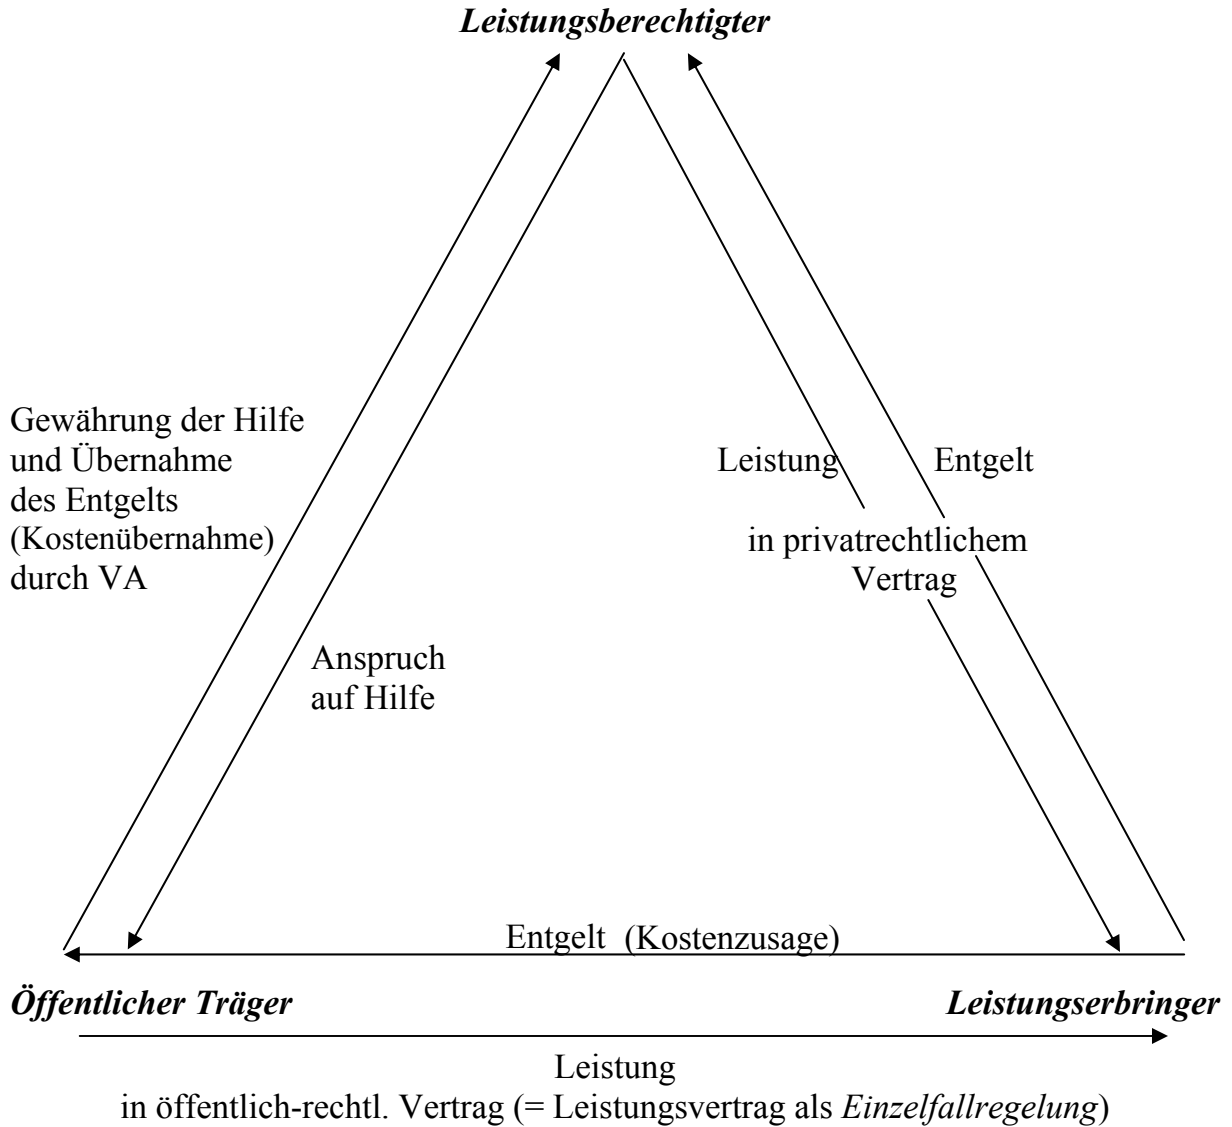 Leistungsberechtigter
Gewährung der Hilfe
und Übernahme
des Entgelts
(Kostenübernahme)
durch VA
Leistung
Entgelt
in privatrechtlichem
Vertrag
Anspruch
auf Hilfe
Entgelt (Kostenzusage)
Öffentlicher Träger
Leistungserbringer
Leistung
in öffentlich-rechtl. Vertrag (= Leistungsvertrag als Einzelfallregelung)